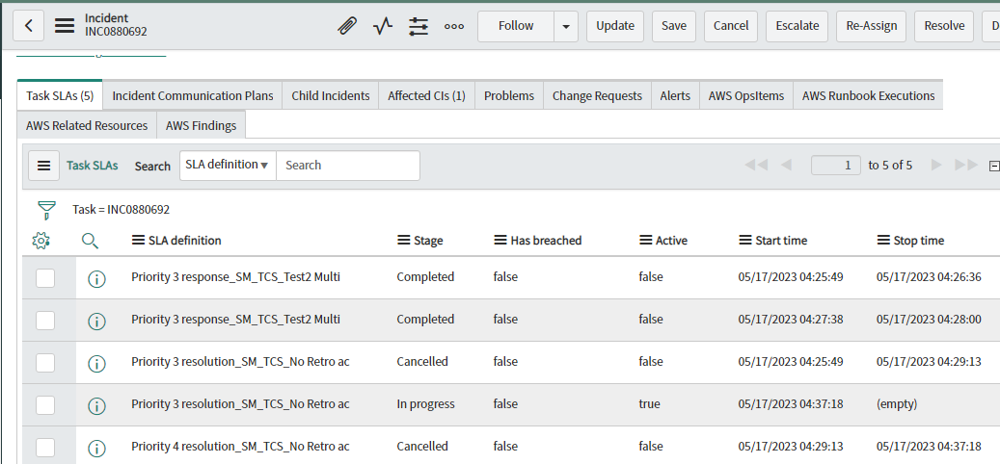 Incident
INC0880692
Follow
Update
Save
Cancel
Escalate
Re-Assign
Resolve
Task SLAs (5)
Incident Communication Plans
Child Incidents
Affected CIs (1)
Problems
Change Requests
Alerts
AWS OpsItems
AWS Runbook Executions
AWS Related Resources
AWS Findings
Task SLAs Search SLA definition Search 1 to 5 of 5
Task = INC0880692
SLA definition Stage Has breached Active Start time Stop time
Priority 3 response_SM_TCS_Test2 Multi Completed false false 05/17/2023 04:25:49 05/17/2023 04:26:36
Priority 3 response_SM_TCS_Test2 Multi Completed false false 05/17/2023 04:27:38 05/17/2023 04:28:00
Priority 3 resolution_SM_TCS_No Retro ac Cancelled false false 05/17/2023 04:25:49 05/17/2023 04:29:13
Priority 3 resolution_SM_TCS_No Retro ac In progress false true 05/17/2023 04:37:18 (empty)
Priority 4 resolution_SM_TCS_No Retro ac Cancelled false false 05/17/2023 04:29:13 05/17/2023 04:37:18